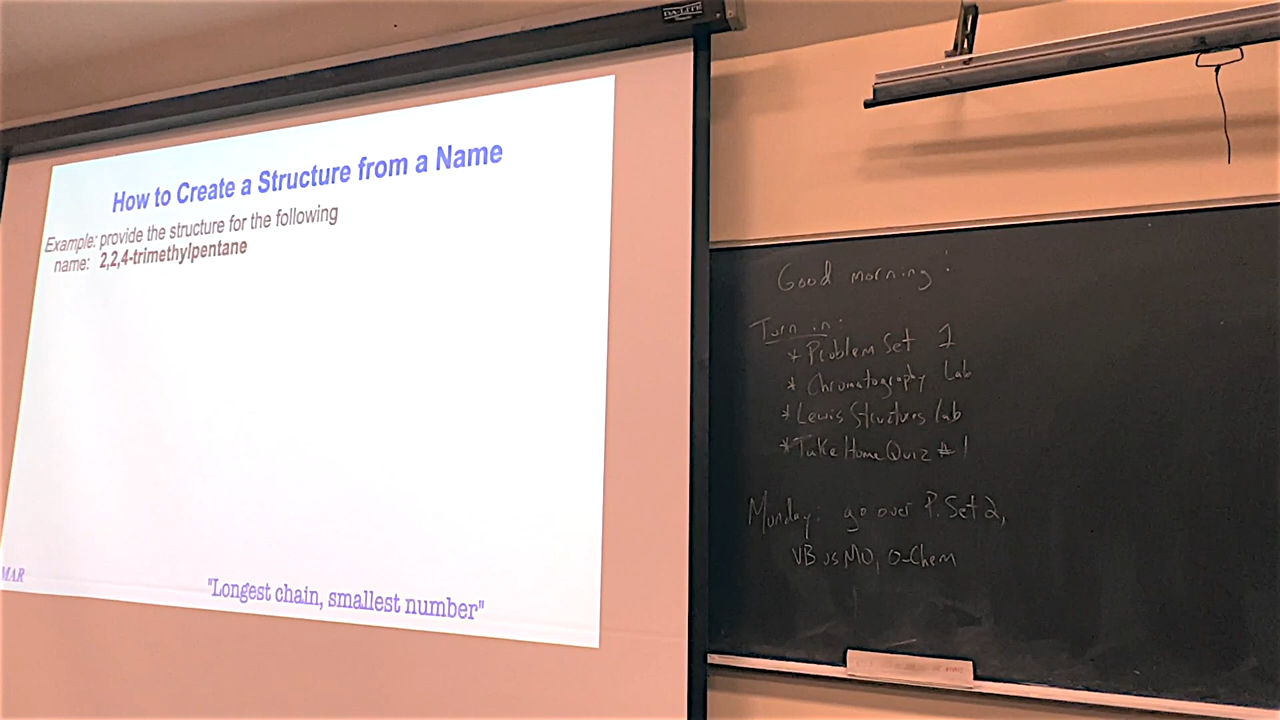 DA-LITE
How to Create a Structure from a Name
Example: provide the structure for the following
name: 2,2,4-trimethylpentane
MAR
"Longest chain, smallest number"
Good morning!
Turn in:
* Problem Set 1
* Chromatography Lab
* Lewis Structures lab
* Take Home Quiz #1
Monday: go over P. Set 2,
VB vs MO, O-Chem